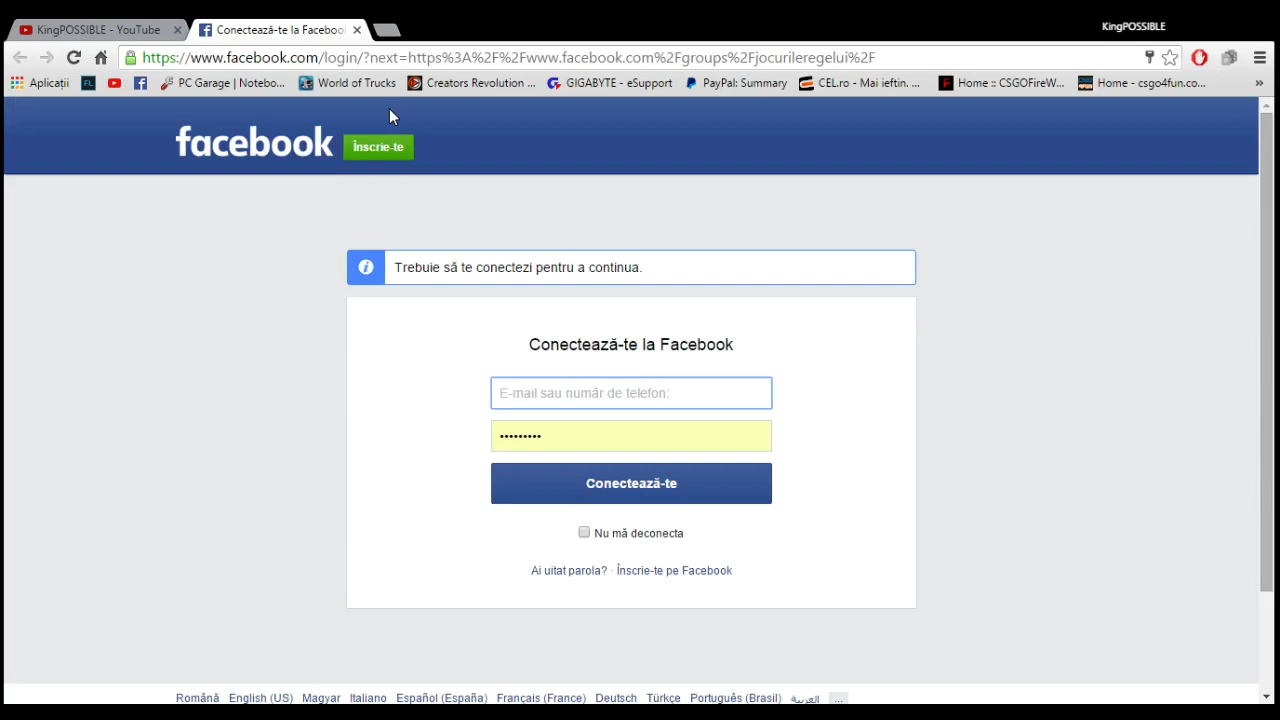 KingPOSSIBLE - YouTube
Conectează-te la Faceboo
KingPOSSIBLE
https://www.facebook.com/login/?next=https%3A%2F%2Fwww.facebook.com%2Fgroups%2Fjocurileregelui%2F
Aplicații FL PC Garage | Notebo... World of Trucks Creators Revolution ... GIGABYTE - eSupport PayPal: Summary CEL.ro - Mai ieftin. ... Home :: CSGOFireW... Home - csgo4fun.co... »
facebook
Înscrie-te
Trebuie să te conectezi pentru a continua.
Conectează-te la Facebook
E-mail sau număr de telefon:
•••••••••
Conectează-te
Nu mă deconecta
Ai uitat parola? · Înscrie-te pe Facebook
Română English (US) Magyar Italiano Español (España) Français (France) Deutsch Türkçe Português (Brasil) العربية ...